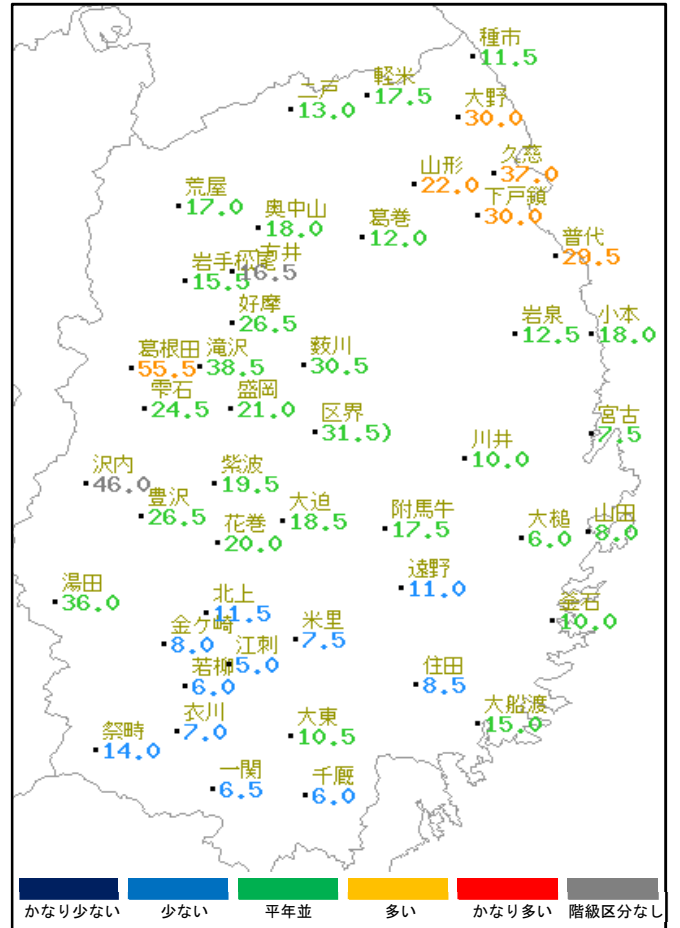 種市
11.5
軽米
17.5
二戸
13.0
大野
30.0
久慈
37.0
山形
22.0
下戸鎖
30.0
荒屋
17.0
奥中山
18.0
葛巻
12.0
普代
29.5
岩手松尾
15.5
16.5
好摩
26.5
岩泉
12.5
小本
18.0
葛根田
55.5
滝沢
38.5
薮川
30.5
雫石
24.5
盛岡
21.0
区界
31.5)
宮古
7.5
川井
10.0
沢内
46.0
紫波
19.5
豊沢
26.5
大迫
18.5
花巻
20.0
附馬牛
17.5
大槌
6.0
山田
8.0
遠野
11.0
湯田
36.0
北上
11.5
釜石
10.0
金ケ崎
8.0
米里
7.5
江刺
5.0
若柳
6.0
住田
8.5
衣川
7.0
大東
10.5
大船渡
15.0
祭畤
14.0
一関
6.5
千厩
6.0
かなり少ない
少ない
平年並
多い
かなり多い
階級区分なし